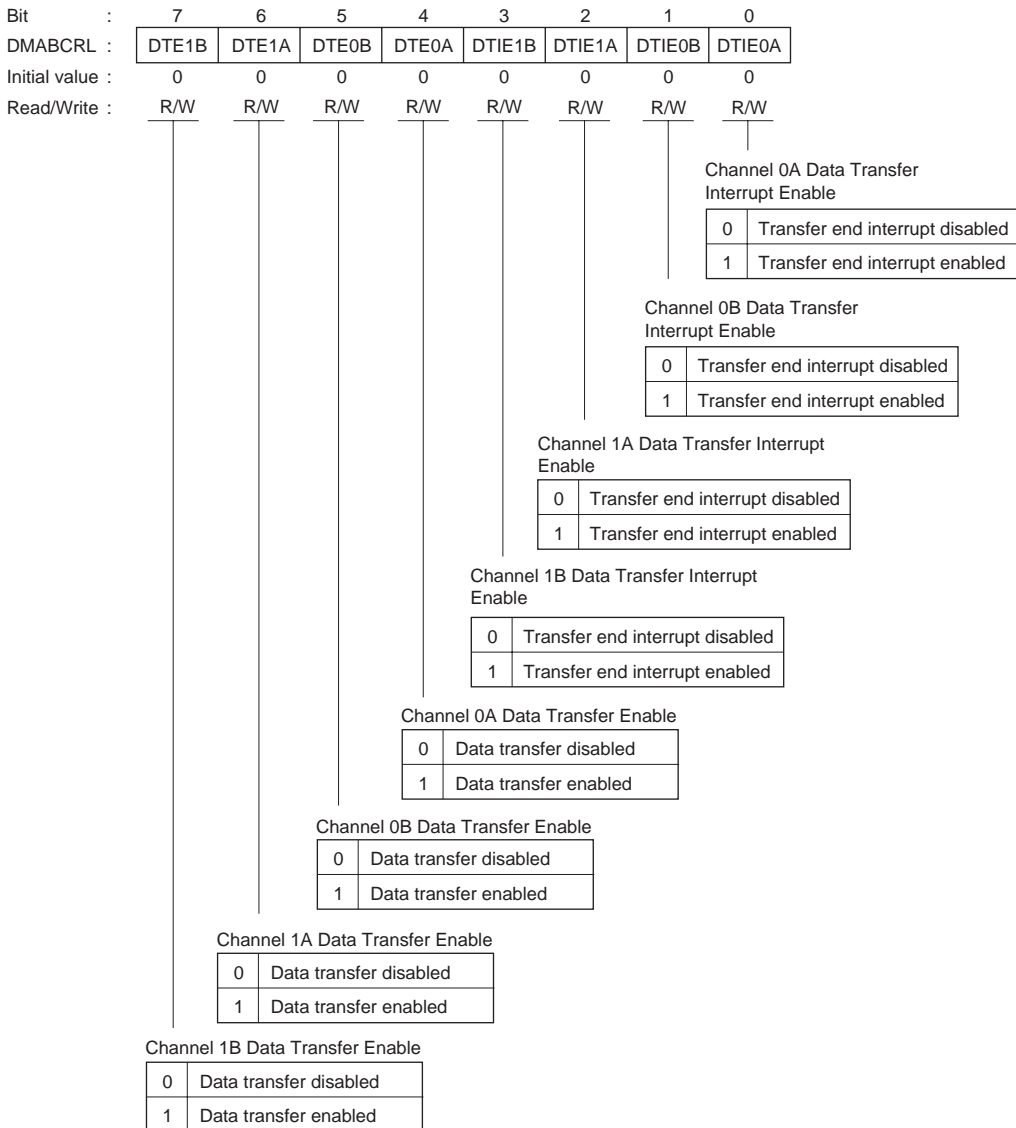 Bit : 7 6 5 4 3 2 1 0
DMABCRL : DTE1B DTE1A DTE0B DTE0A DTIE1B DTIE1A DTIE0B DTIE0A
Initial value : 0 0 0 0 0 0 0 0
Read/Write : R/W R/W R/W R/W R/W R/W R/W R/W
Channel 0A Data Transfer
Interrupt Enable
0 Transfer end interrupt disabled
1 Transfer end interrupt enabled
Channel 0B Data Transfer
Interrupt Enable
0 Transfer end interrupt disabled
1 Transfer end interrupt enabled
Channel 1A Data Transfer Interrupt
Enable
0 Transfer end interrupt disabled
1 Transfer end interrupt enabled
Channel 1B Data Transfer Interrupt
Enable
0 Transfer end interrupt disabled
1 Transfer end interrupt enabled
Channel 0A Data Transfer Enable
0 Data transfer disabled
1 Data transfer enabled
Channel 0B Data Transfer Enable
0 Data transfer disabled
1 Data transfer enabled
Channel 1A Data Transfer Enable
0 Data transfer disabled
1 Data transfer enabled
Channel 1B Data Transfer Enable
0 Data transfer disabled
1 Data transfer enabled